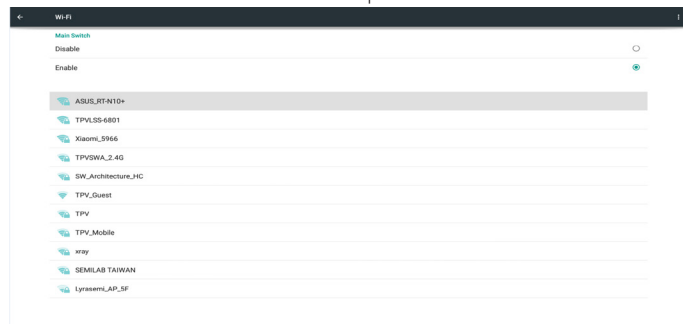 Wi-Fi
Main Switch
Disable
Enable
ASUS_RT-N10+
TPVLSS-6801
Xiaomi_5966
TPVSWA_2.4G
SW_Architecture_HC
TPV_Guest
TPV
TPV_Mobile
xray
SEMILAB TAIWAN
Lyrasemi_AP_5F